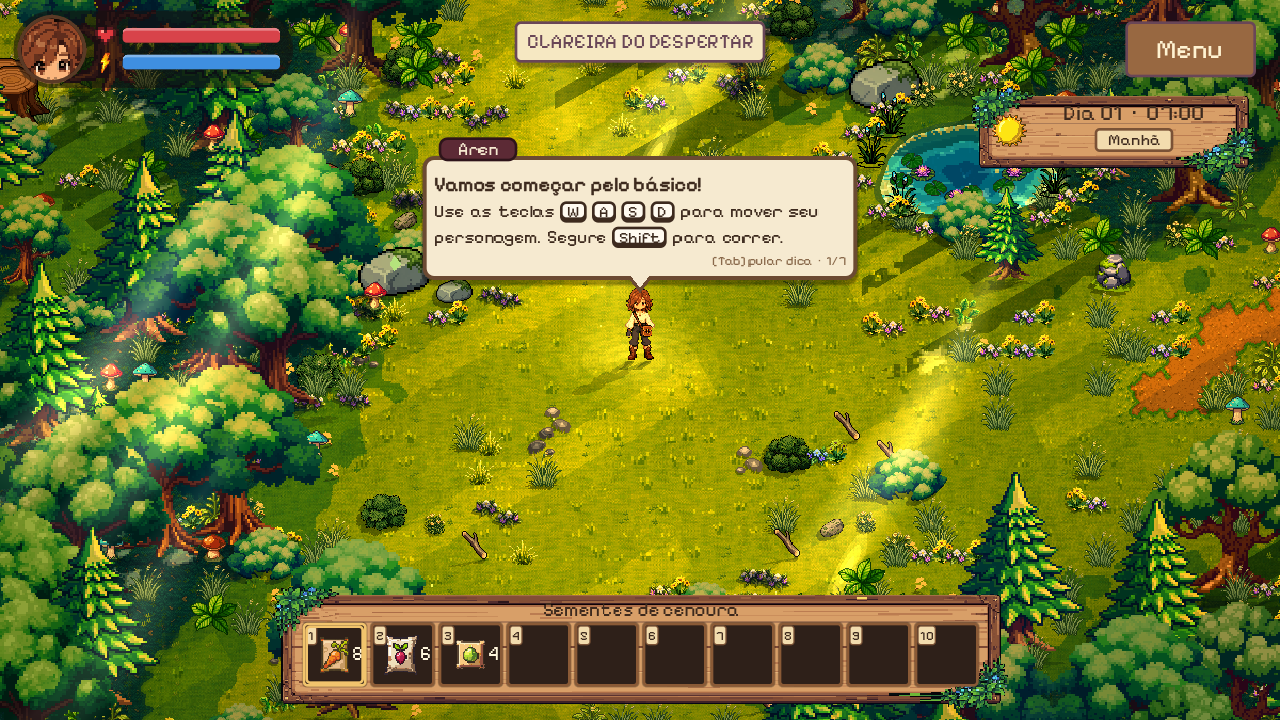 CLAREIRA DO DESPERTAR
Menu
Dia 01 · 07:00
Manhã
Aren
Vamos começar pelo básico!
Use as teclas W A S D para mover seu
personagem. Segure Shift para correr.
[Tab] pular dica · 1/7
Sementes de cenoura
1 2 3 4 5 6 7 8 9 10
8 6 4